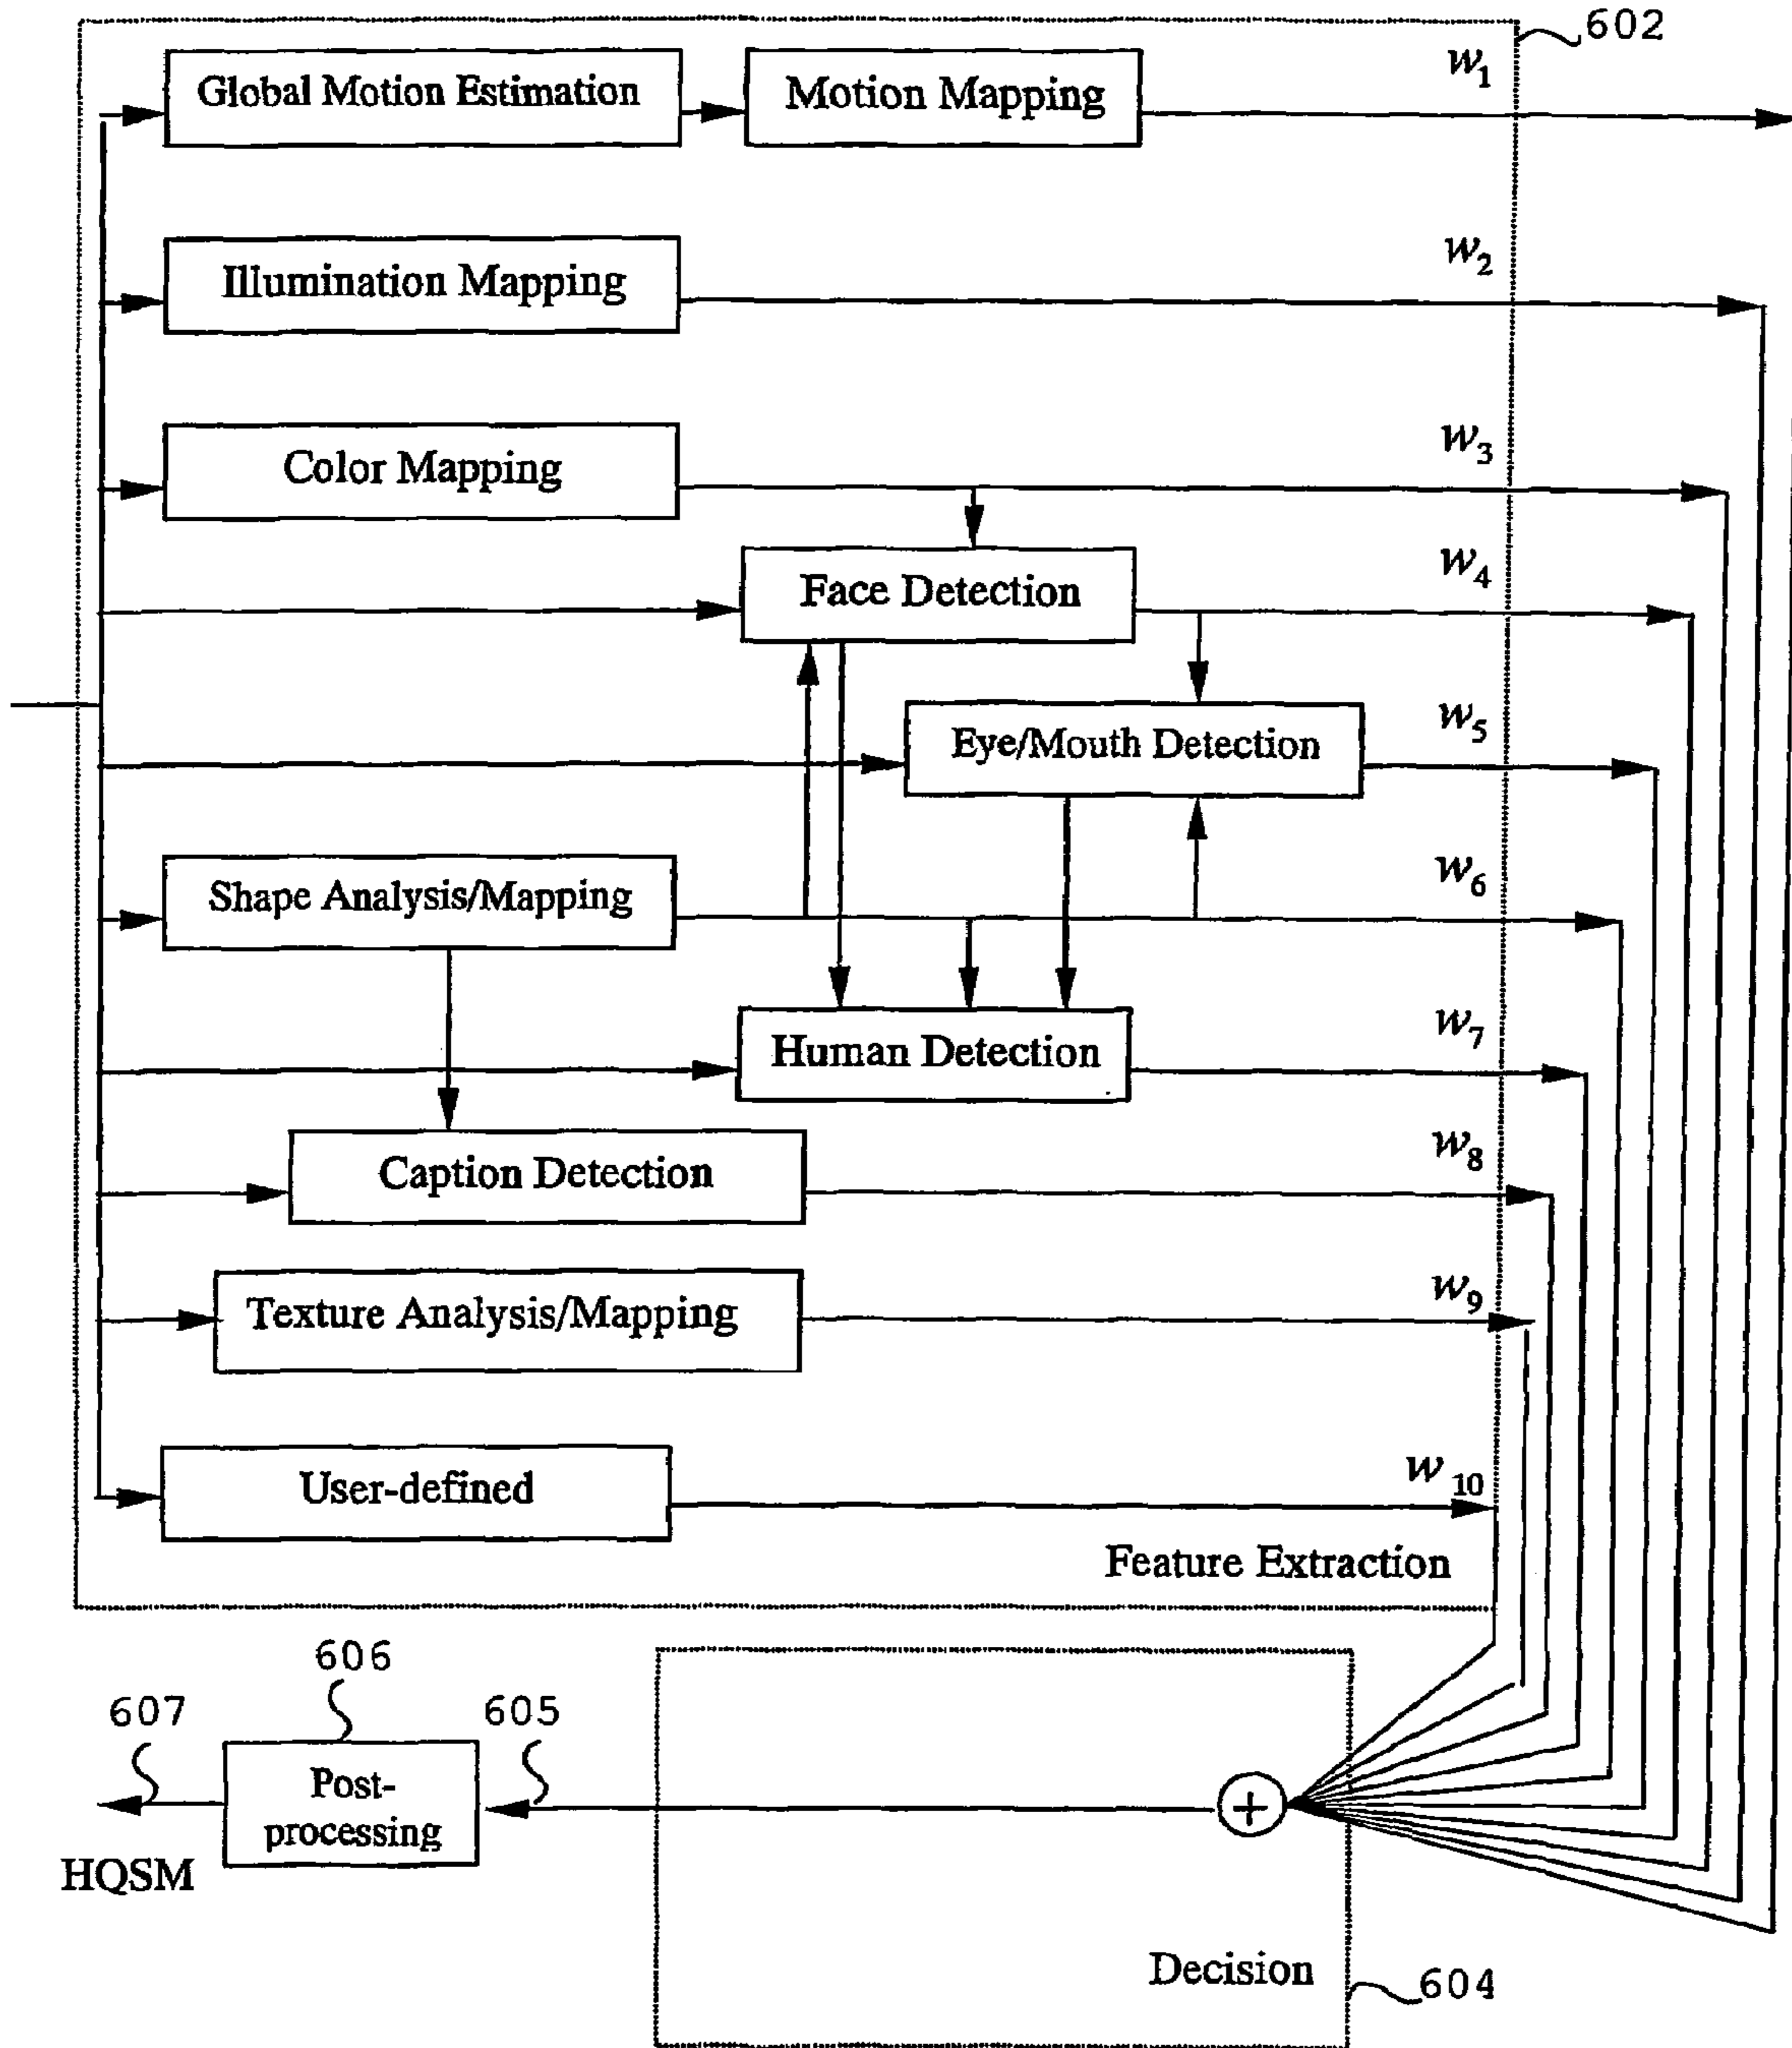 602
w1
Global Motion Estimation
Motion Mapping
w2
Illumination Mapping
w3
Color Mapping
w4
Face Detection
w5
Eye/Mouth Detection
w6
Shape Analysis/Mapping
w7
Human Detection
w8
Caption Detection
w9
Texture Analysis/Mapping
w10
User-defined
Feature Extraction
606
607
605
Post-
processing
+
HQSM
Decision
604